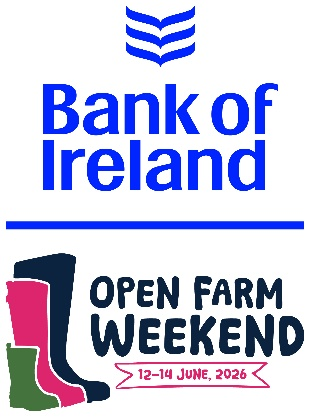 Bank of
Ireland
OPEN FARM
WEEKEND
12–14 JUNE, 2026